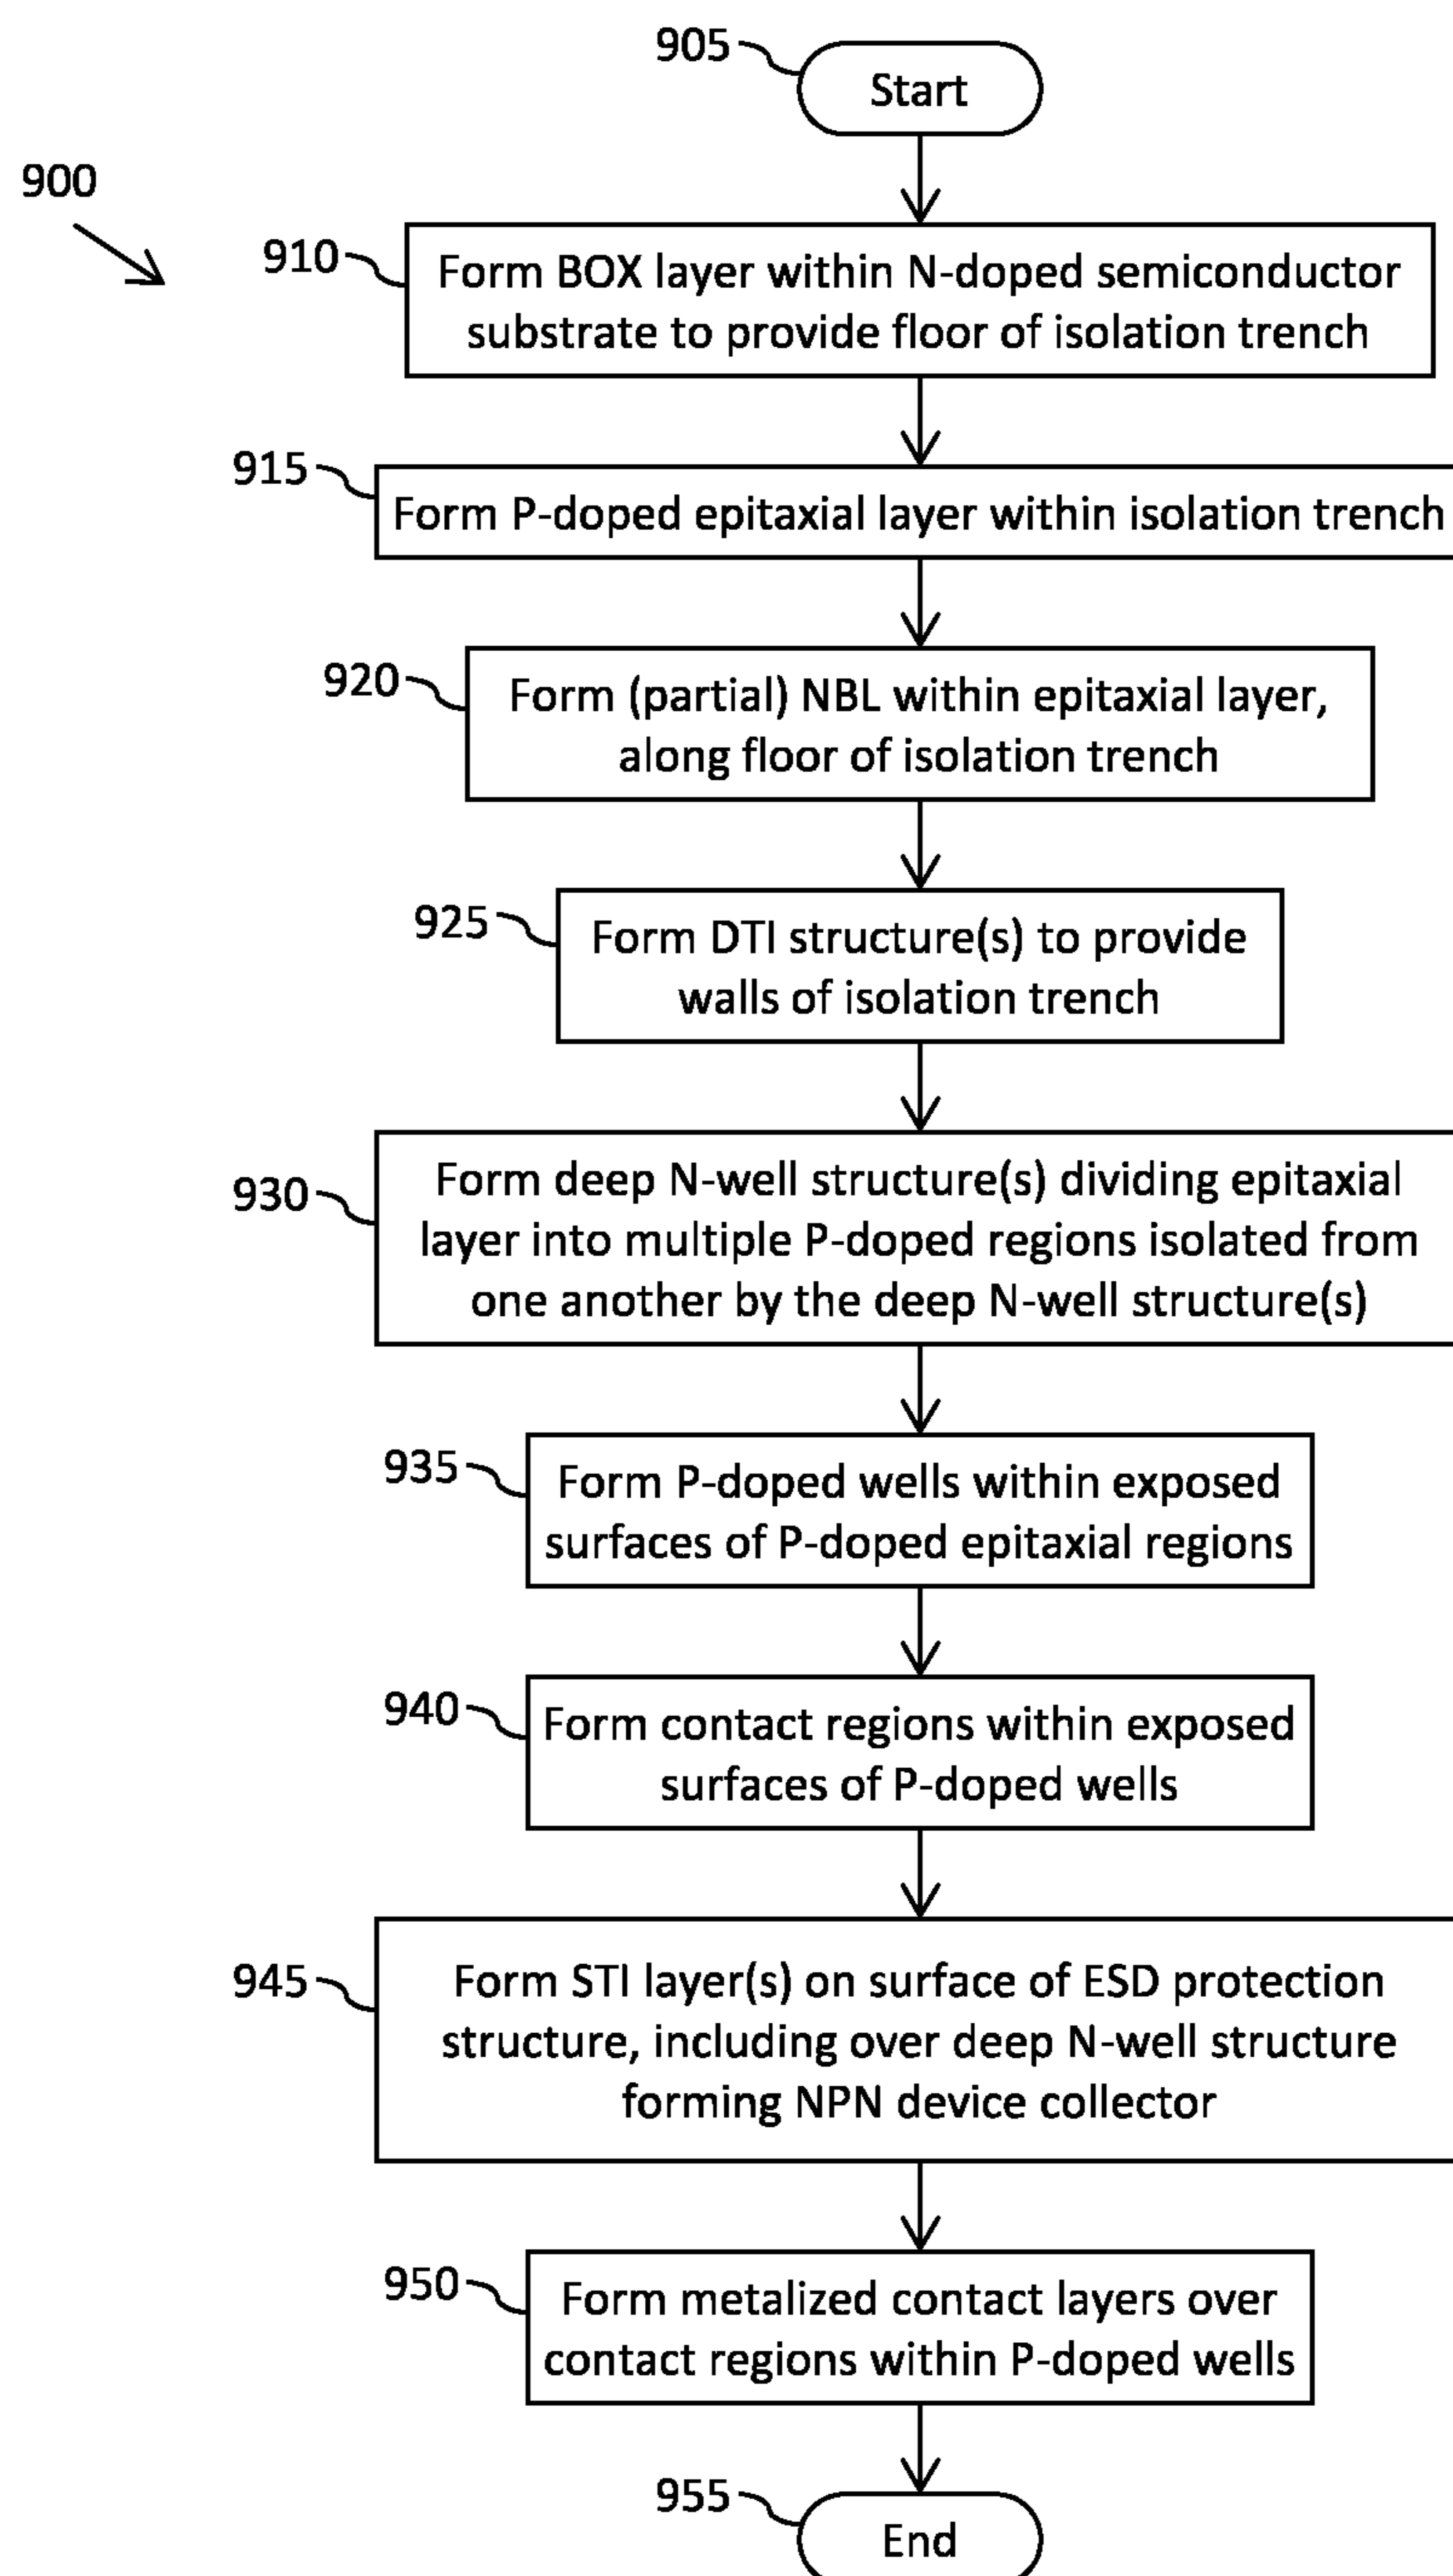 905
Start
900
910
Form BOX layer within N-doped semiconductor
substrate to provide floor of isolation trench
915
Form P-doped epitaxial layer within isolation trench
920
Form (partial) NBL within epitaxial layer,
along floor of isolation trench
925
Form DTI structure(s) to provide
walls of isolation trench
930
Form deep N-well structure(s) dividing epitaxial
layer into multiple P-doped regions isolated from
one another by the deep N-well structure(s)
935
Form P-doped wells within exposed
surfaces of P-doped epitaxial regions
940
Form contact regions within exposed
surfaces of P-doped wells
945
Form STI layer(s) on surface of ESD protection
structure, including over deep N-well structure
forming NPN device collector
950
Form metalized contact layers over
contact regions within P-doped wells
955
End